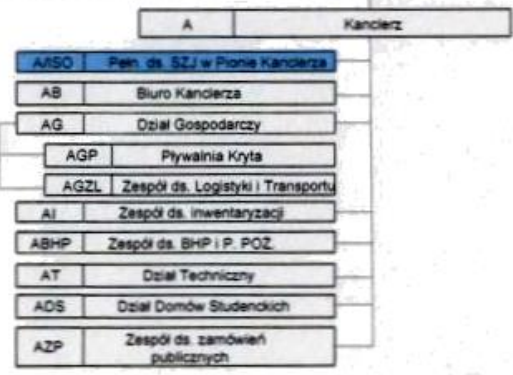 A Kanclerz
A/ISO Pełn. ds. SZJ w Pionie Kanclerza
AB Biuro Kanclerza
AG Dział Gospodarczy
AGP Pływalnia Kryta
AGZL Zespół ds. Logistyki i Transportu
AI Zespół ds. Inwentaryzacji
ABHP Zespół ds. BHP i P. POŻ.
AT Dział Techniczny
ADS Dział Domów Studenckich
AZP Zespół ds. zamówień
publicznych